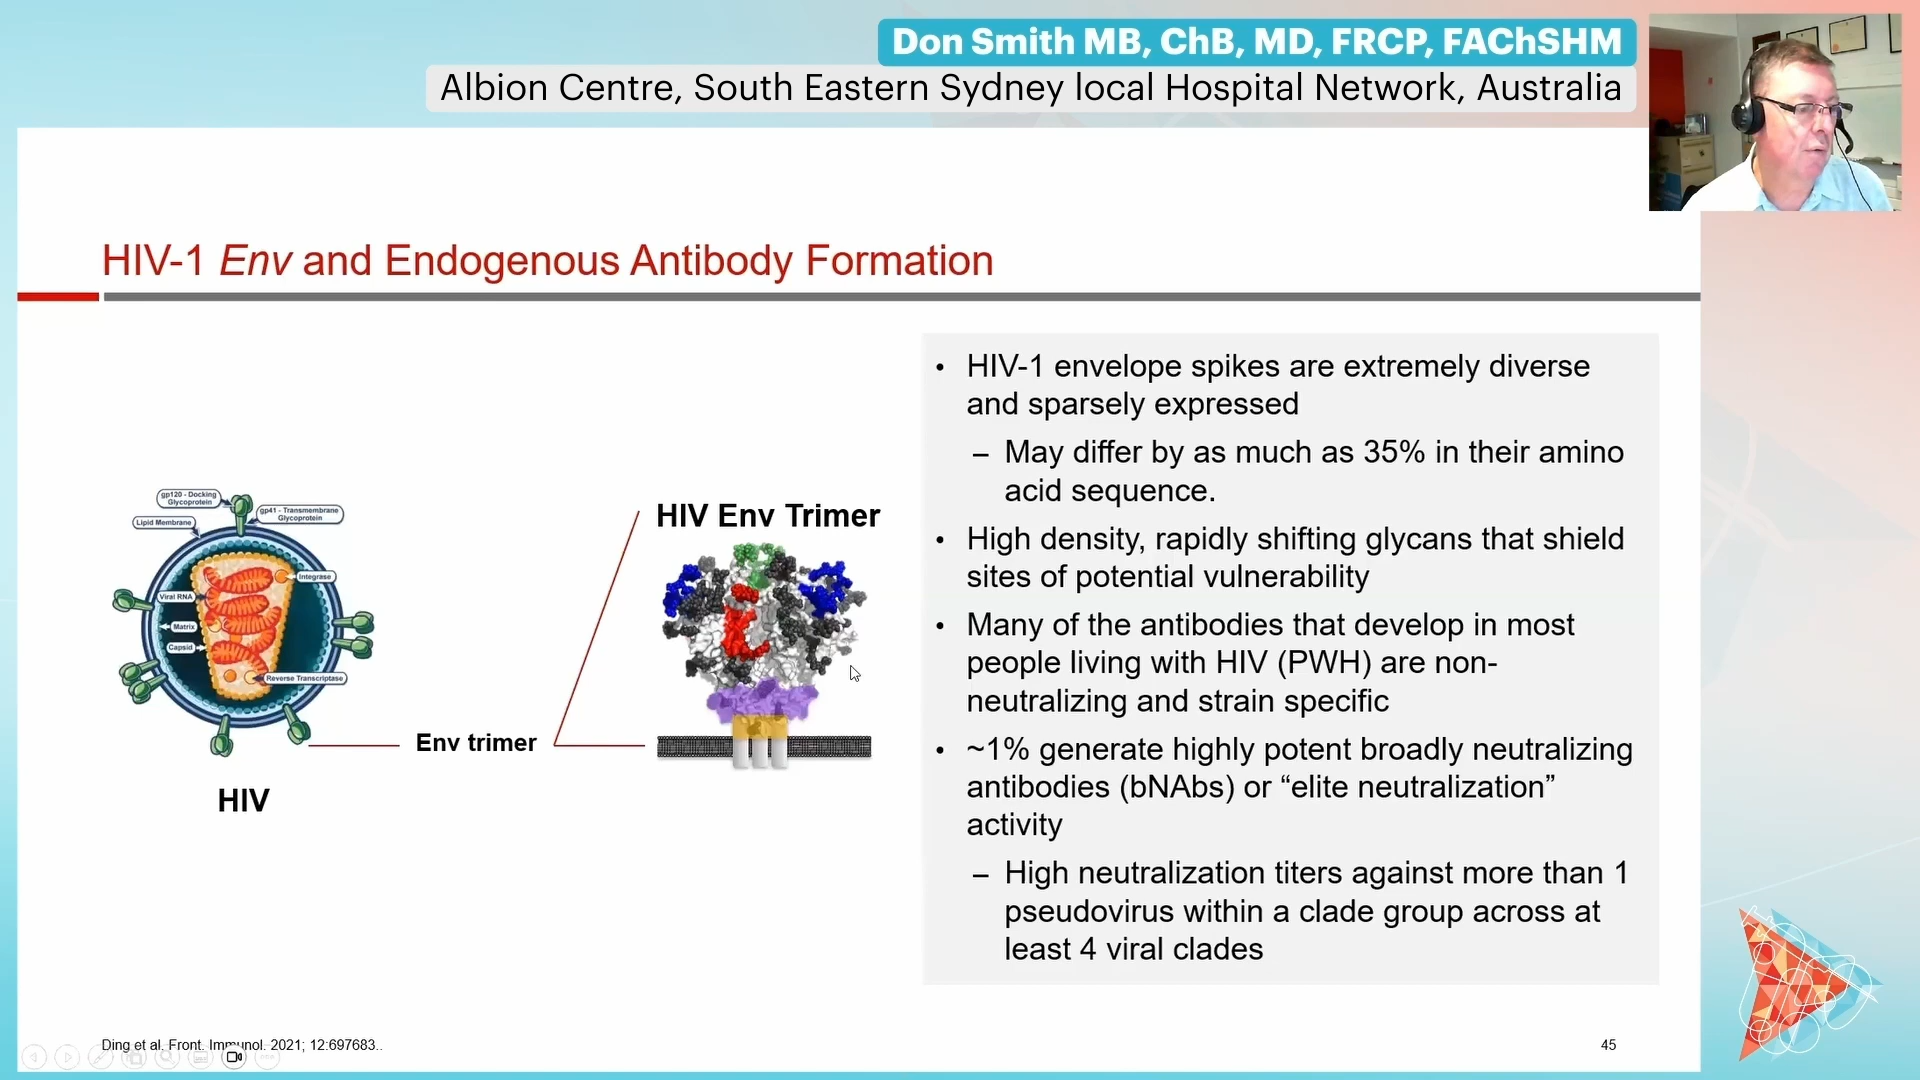 Don Smith MB, ChB, MD, FRCP, FAChSHM
Albion Centre, South Eastern Sydney local Hospital Network, Australia
HIV-1 Env and Endogenous Antibody Formation
gp120 - Docking
Glycoprotein
gp41 - Transmembrane
Glycoprotein
Lipid Membrane
Integrase
Viral RNA
Matrix
Capsid
Reverse Transcriptase
HIV
Env trimer
HIV Env Trimer
• HIV-1 envelope spikes are extremely diverse
and sparsely expressed
– May differ by as much as 35% in their amino
acid sequence.
• High density, rapidly shifting glycans that shield
sites of potential vulnerability
• Many of the antibodies that develop in most
people living with HIV (PWH) are non-
neutralizing and strain specific
• ~1% generate highly potent broadly neutralizing
antibodies (bNAbs) or “elite neutralization”
activity
– High neutralization titers against more than 1
pseudovirus within a clade group across at
least 4 viral clades
Ding et al. Front. Immunol. 2021; 12:697683..
45